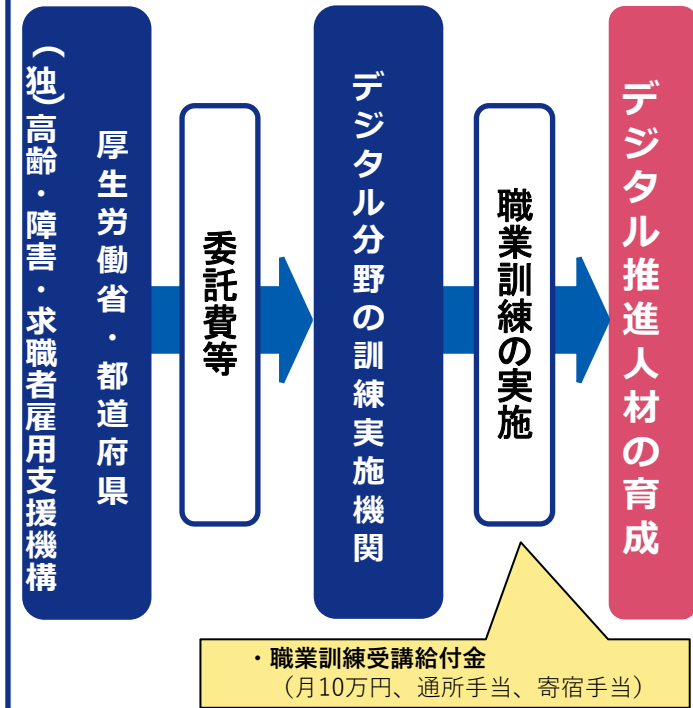 厚生労働省・都道府県
（独）高齢・障害・求職者雇用支援機構
委託費等
デジタル分野の訓練実施機関
職業訓練の実施
デジタル推進人材の育成
・職業訓練受講給付金
（月10万円、通所手当、寄宿手当）